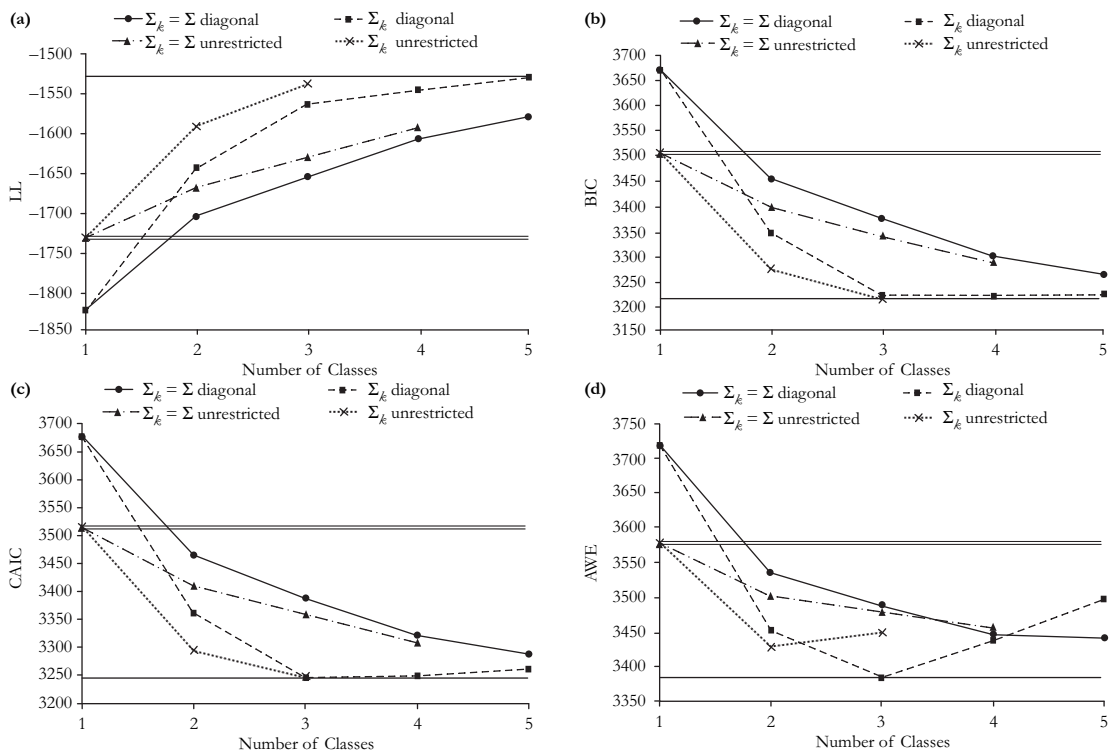 (a)
Σk = Σ diagonal
Σk diagonal
Σk = Σ unrestricted
Σk unrestricted
–1500
–1550
–1600
–1650
–1700
–1750
–1800
–1850
LL
1 2 3 4 5
Number of Classes
(b)
Σk = Σ diagonal
Σk diagonal
Σk = Σ unrestricted
Σk unrestricted
3700
3650
3600
3550
3500
3450
3400
3350
3300
3250
3200
3150
BIC
1 2 3 4 5
Number of Classes
(c)
Σk = Σ diagonal
Σk diagonal
Σk = Σ unrestricted
Σk unrestricted
3700
3650
3600
3550
3500
3450
3400
3350
3300
3250
3200
CAIC
1 2 3 4 5
Number of Classes
(d)
Σk = Σ diagonal
Σk diagonal
Σk = Σ unrestricted
Σk unrestricted
3750
3700
3650
3600
3550
3500
3450
3400
3350
AWE
1 2 3 4 5
Number of Classes